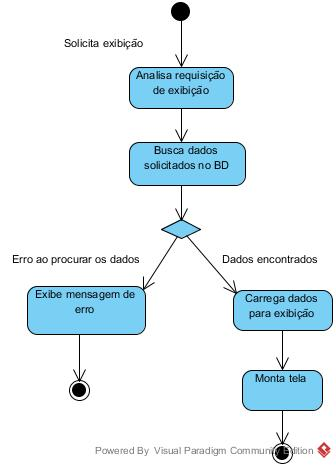 Solicita exibição
Analisa requisição
de exibição
Busca dados
solicitados no BD
Erro ao procurar os dados
Dados encontrados
Exibe mensagem de
erro
Carrega dados
para exibição
Monta tela
Powered By Visual Paradigm Community Edition